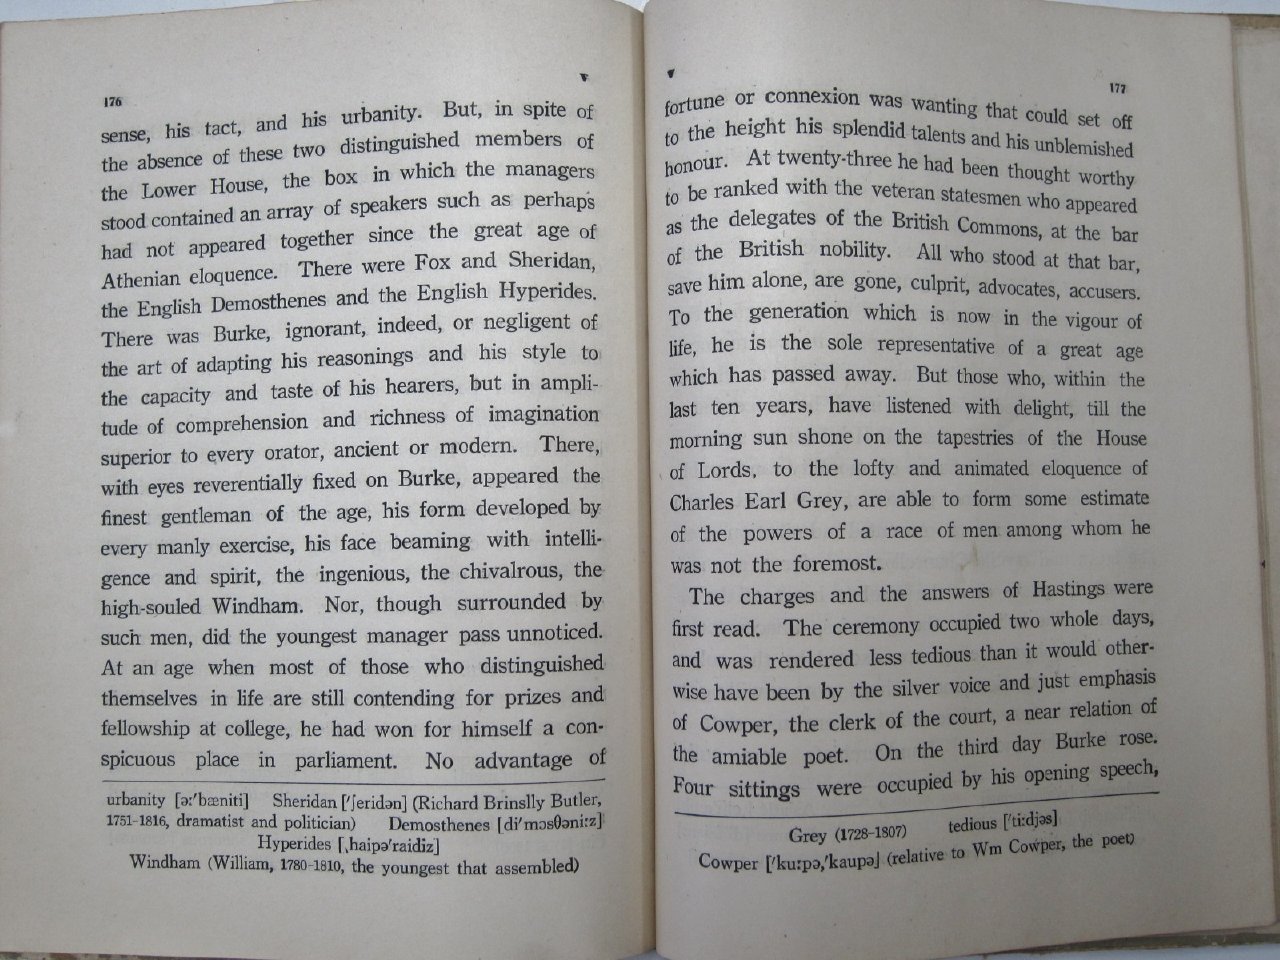 176
V
sense, his tact, and his urbanity. But, in spite of
the absence of these two distinguished members of
the Lower House, the box in which the managers
stood contained an array of speakers such as perhaps
had not appeared together since the great age of
Athenian eloquence. There were Fox and Sheridan,
the English Demosthenes and the English Hyperides.
There was Burke, ignorant, indeed, or negligent of
the art of adapting his reasonings and his style to
the capacity and taste of his hearers, but in ampli-
tude of comprehension and richness of imagination
superior to every orator, ancient or modern. There,
with eyes reverentially fixed on Burke, appeared the
finest gentleman of the age, his form developed by
every manly exercise, his face beaming with intelli-
gence and spirit, the ingenious, the chivalrous, the
high-souled Windham. Nor, though surrounded by
such men, did the youngest manager pass unnoticed.
At an age when most of those who distinguished
themselves in life are still contending for prizes and
fellowship at college, he had won for himself a con-
spicuous place in parliament. No advantage of
urbanity [ə:'bæniti] Sheridan ['ʃeridən] (Richard Brinslly Butler,
1751-1816, dramatist and politician) Demosthenes [di'mɔsθəni:z]
Hyperides [ˌhaipə'raidiz]
Windham (William, 1780-1810, the youngest that assembled)
V
177
fortune or connexion was wanting that could set off
to the height his splendid talents and his unblemished
honour. At twenty-three he had been thought worthy
to be ranked with the veteran statesmen who appeared
as the delegates of the British Commons, at the bar
of the British nobility. All who stood at that bar,
save him alone, are gone, culprit, advocates, accusers.
To the generation which is now in the vigour of
life, he is the sole representative of a great age
which has passed away. But those who, within the
last ten years, have listened with delight, till the
morning sun shone on the tapestries of the House
of Lords, to the lofty and animated eloquence of
Charles Earl Grey, are able to form some estimate
of the powers of a race of men among whom he
was not the foremost.
The charges and the answers of Hastings were
first read. The ceremony occupied two whole days,
and was rendered less tedious than it would other-
wise have been by the silver voice and just emphasis
of Cowper, the clerk of the court, a near relation of
the amiable poet. On the third day Burke rose.
Four sittings were occupied by his opening speech,
Grey (1728-1807) tedious ['ti:djəs]
Cowper ['ku:pə,'kaupə] (relative to Wm Cowper, the poet)